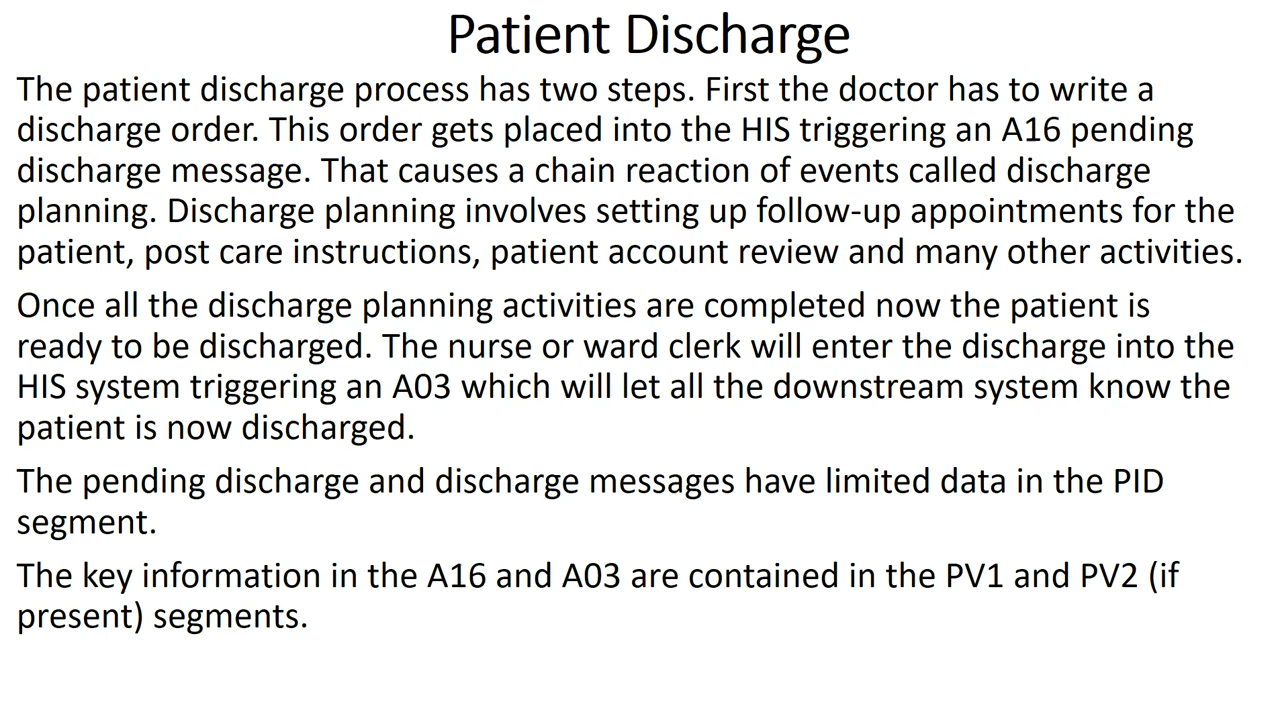 Patient Discharge
The patient discharge process has two steps. First the doctor has to write a
discharge order. This order gets placed into the HIS triggering an A16 pending
discharge message. That causes a chain reaction of events called discharge
planning. Discharge planning involves setting up follow-up appointments for the
patient, post care instructions, patient account review and many other activities.
Once all the discharge planning activities are completed now the patient is
ready to be discharged. The nurse or ward clerk will enter the discharge into the
HIS system triggering an A03 which will let all the downstream system know the
patient is now discharged.
The pending discharge and discharge messages have limited data in the PID
segment.
The key information in the A16 and A03 are contained in the PV1 and PV2 (if
present) segments.